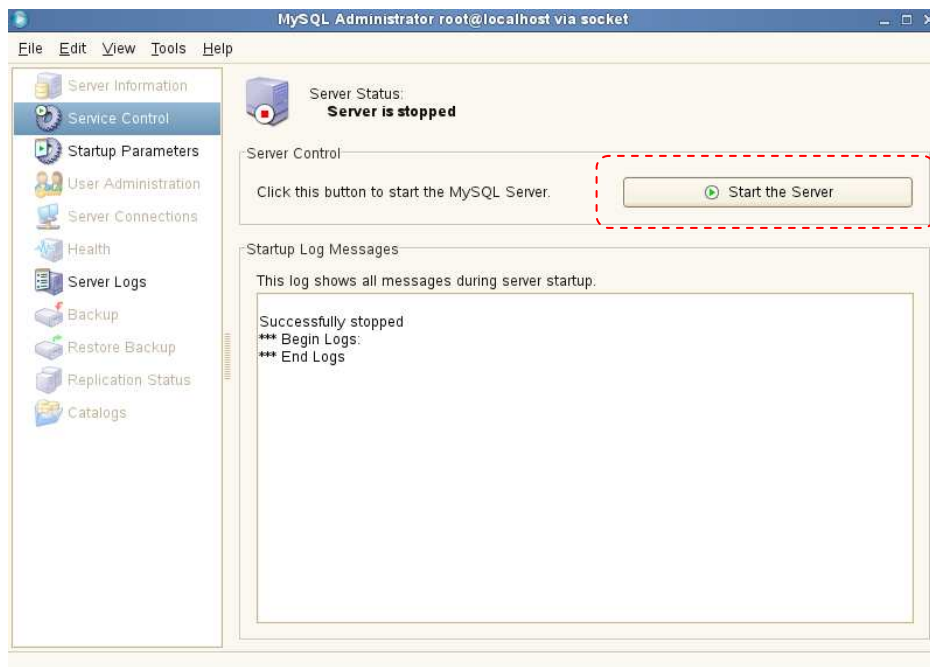 MySQL Administrator root@localhost via socket
File Edit View Tools Help
Server Information
Service Control
Startup Parameters
User Administration
Server Connections
Health
Server Logs
Backup
Restore Backup
Replication Status
Catalogs
Server Status:
Server is stopped
Server Control
Click this button to start the MySQL Server.
Start the Server
Startup Log Messages
This log shows all messages during server startup.
Successfully stopped
*** Begin Logs:
*** End Logs